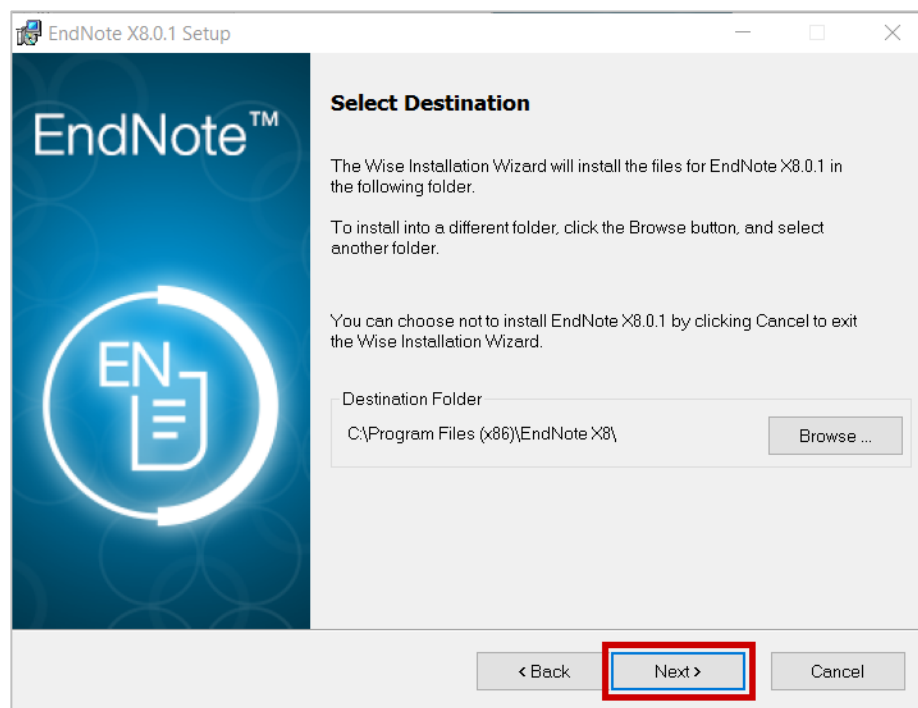 EndNote X8.0.1 Setup
EndNote™
Select Destination
The Wise Installation Wizard will install the files for EndNote X8.0.1 in
the following folder.
To install into a different folder, click the Browse button, and select
another folder.
You can choose not to install EndNote X8.0.1 by clicking Cancel to exit
the Wise Installation Wizard.
EN
Destination Folder
C:\Program Files (x86)\EndNote X8\
Browse ...
< Back
Next >
Cancel